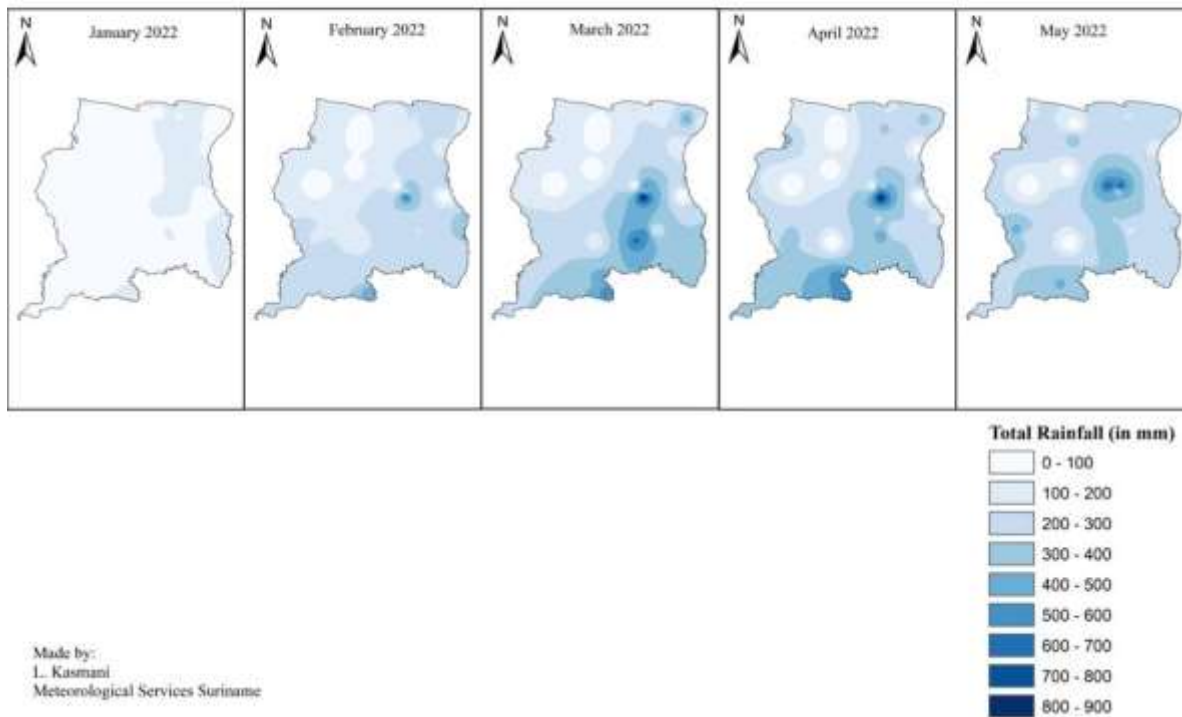 N
January 2022
N
February 2022
N
March 2022
N
April 2022
N
May 2022
Total Rainfall (in mm)
0 - 100
100 - 200
200 - 300
300 - 400
400 - 500
500 - 600
600 - 700
700 - 800
800 - 900
Made by:
L. Kasmani
Meteorological Services Suriname